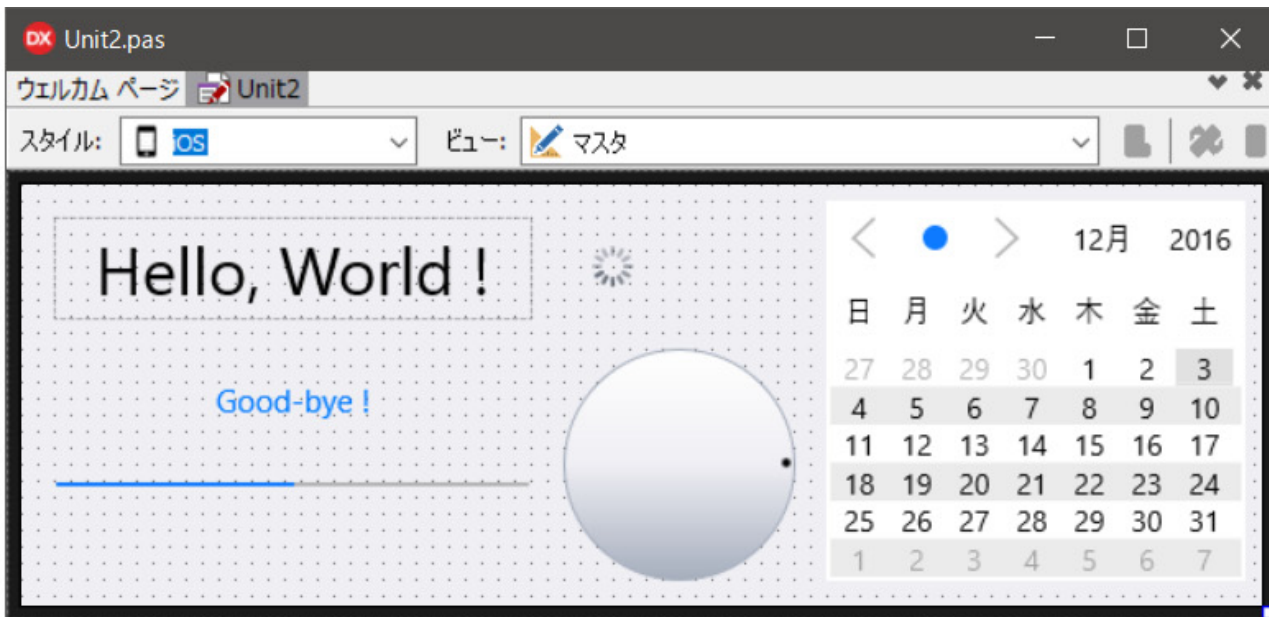 DX Unit2.pas
ウェルカム ページ Unit2
スタイル: iOS ビュー: マスタ
Hello, World !
Good-bye !
12月 2016
日 月 火 水 木 金 土
27 28 29 30 1 2 3
4 5 6 7 8 9 10
11 12 13 14 15 16 17
18 19 20 21 22 23 24
25 26 27 28 29 30 31
1 2 3 4 5 6 7